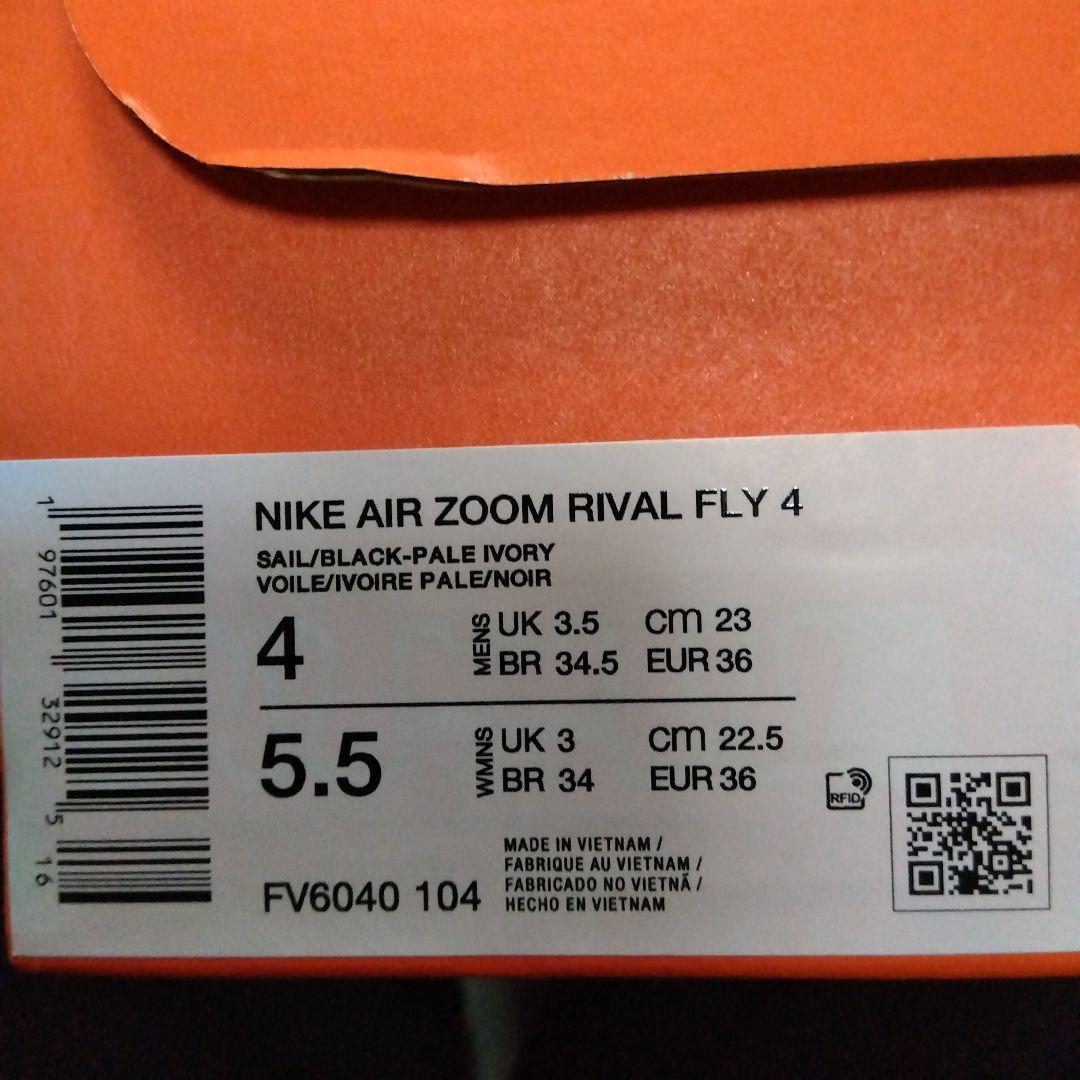 NIKE AIR ZOOM RIVAL FLY 4
SAIL/BLACK-PALE IVORY
VOILE/IVOIRE PALE/NOIR
4
MENS
UK 3.5 cm 23
BR 34.5 EUR 36
5.5
WMNS
UK 3 cm 22.5
BR 34 EUR 36
RFID
FV6040 104
MADE IN VIETNAM /
FABRIQUE AU VIETNAM /
FABRICADO NO VIETNÃ /
HECHO EN VIETNAM
1 97601 32912 5 16